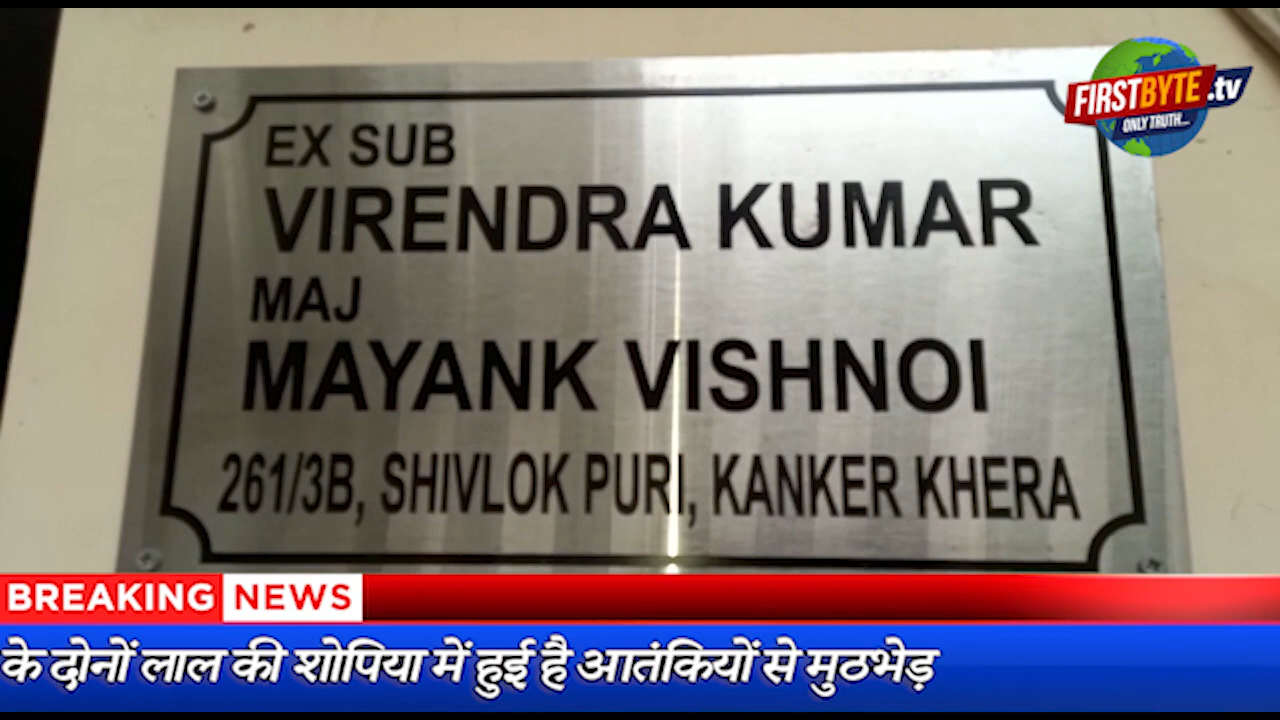 FIRSTBYTE.tv
ONLY TRUTH...
EX SUB
VIRENDRA KUMAR
MAJ
MAYANK VISHNOI
261/3B, SHIVLOK PURI, KANKER KHERA
BREAKING NEWS
के दोनों लाल की शोपिया में हुई है आतंकियों से मुठभेड़